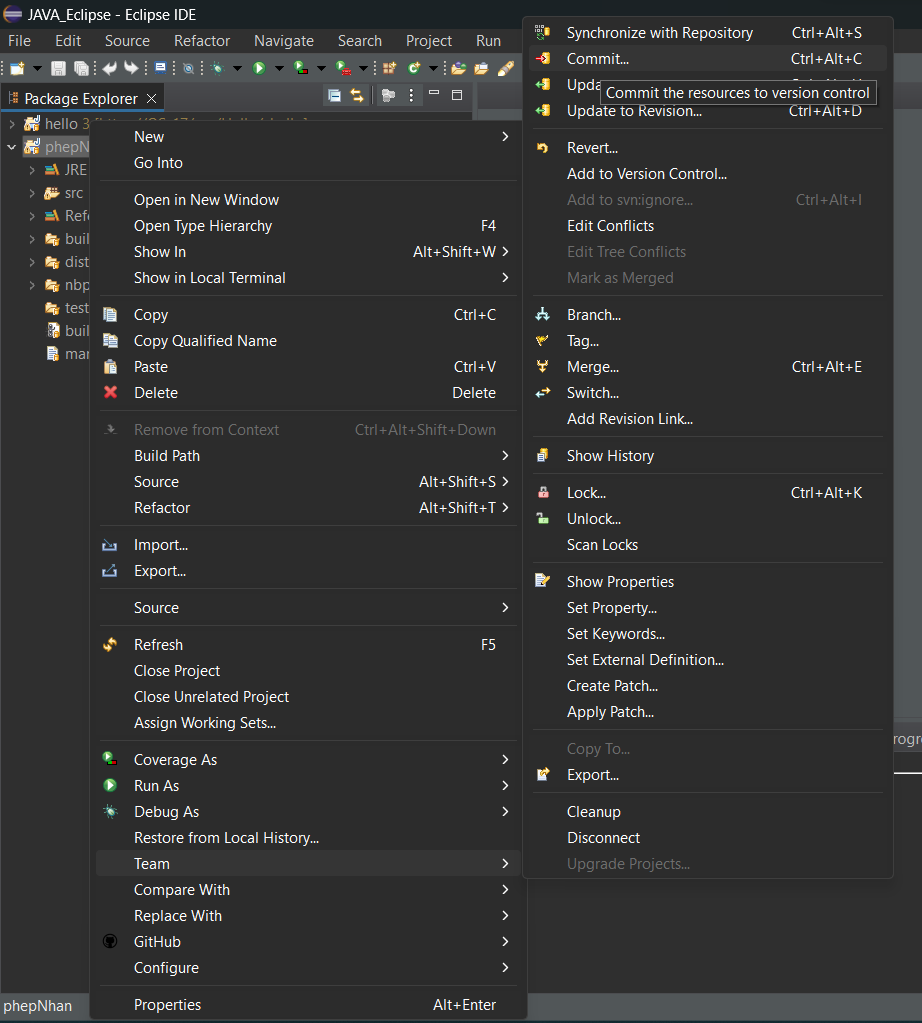 JAVA_Eclipse - Eclipse IDE
File Edit Source Refactor Navigate Search Project Run
Package Explorer
hello 3
phepN
JRE
src
Refe
buil
dist
nbp
test
buil
man
New
Go Into
Open in New Window
Open Type Hierarchy F4
Show In Alt+Shift+W
Show in Local Terminal
Copy Ctrl+C
Copy Qualified Name
Paste Ctrl+V
Delete Delete
Remove from Context Ctrl+Alt+Shift+Down
Build Path
Source Alt+Shift+S
Refactor Alt+Shift+T
Import...
Export...
Source
Refresh F5
Close Project
Close Unrelated Project
Assign Working Sets...
Coverage As
Run As
Debug As
Restore from Local History...
Team
Compare With
Replace With
GitHub
Configure
Properties Alt+Enter
Synchronize with Repository Ctrl+Alt+S
Commit... Ctrl+Alt+C
Upda
Commit the resources to version control
Update to Revision... Ctrl+Alt+D
Revert...
Add to Version Control...
Add to svn:ignore... Ctrl+Alt+I
Edit Conflicts
Edit Tree Conflicts
Mark as Merged
Branch...
Tag...
Merge... Ctrl+Alt+E
Switch...
Add Revision Link...
Show History
Lock... Ctrl+Alt+K
Unlock...
Scan Locks
Show Properties
Set Property...
Set Keywords...
Set External Definition...
Create Patch...
Apply Patch...
Copy To...
Export...
Cleanup
Disconnect
Upgrade Projects...
rogre
phepNhan